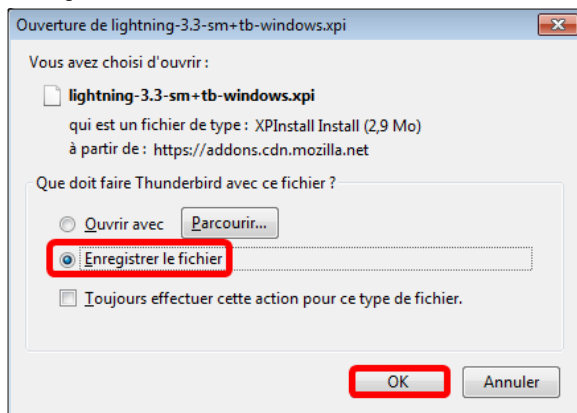 Ouverture de lightning-3.3-sm+tb-windows.xpi
Vous avez choisi d'ouvrir :
lightning-3.3-sm+tb-windows.xpi
qui est un fichier de type : XPInstall Install (2,9 Mo)
à partir de : https://addons.cdn.mozilla.net
Que doit faire Thunderbird avec ce fichier ?
Ouvrir avec Parcourir...
Enregistrer le fichier
Toujours effectuer cette action pour ce type de fichier.
OK Annuler